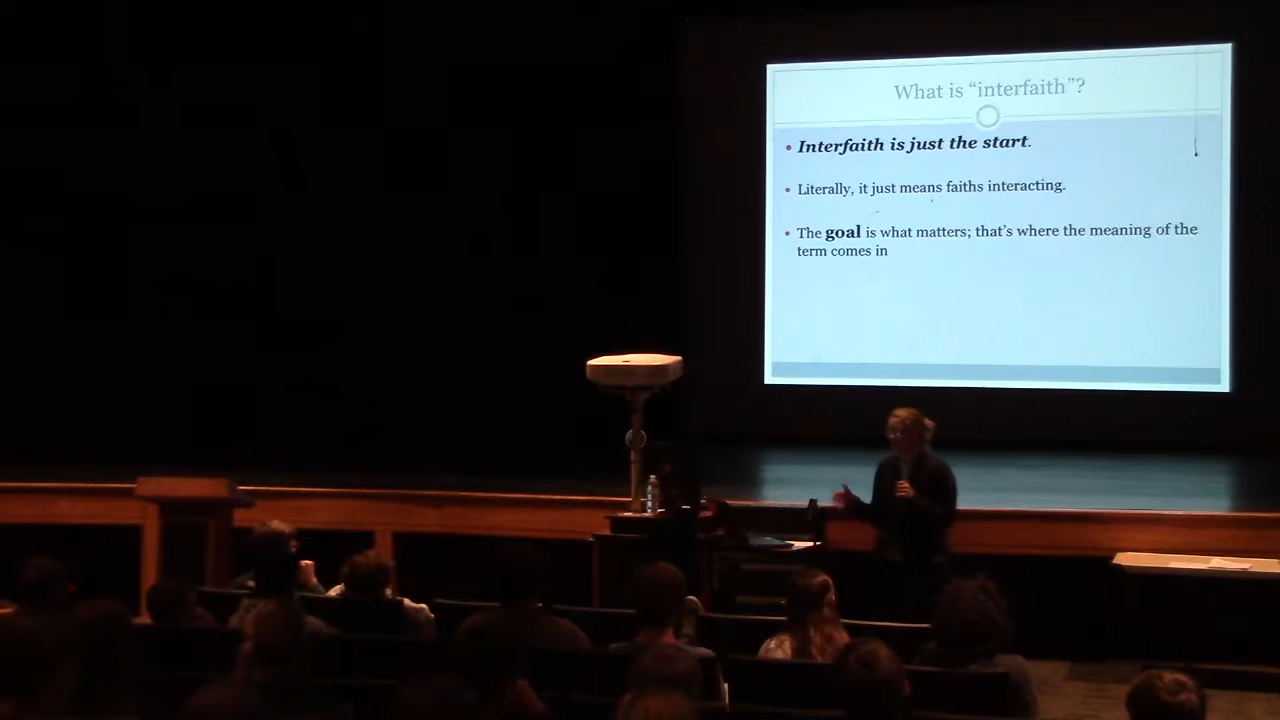 What is “interfaith”?
• Interfaith is just the start.
• Literally, it just means faiths interacting.
• The goal is what matters; that’s where the meaning of the
term comes in